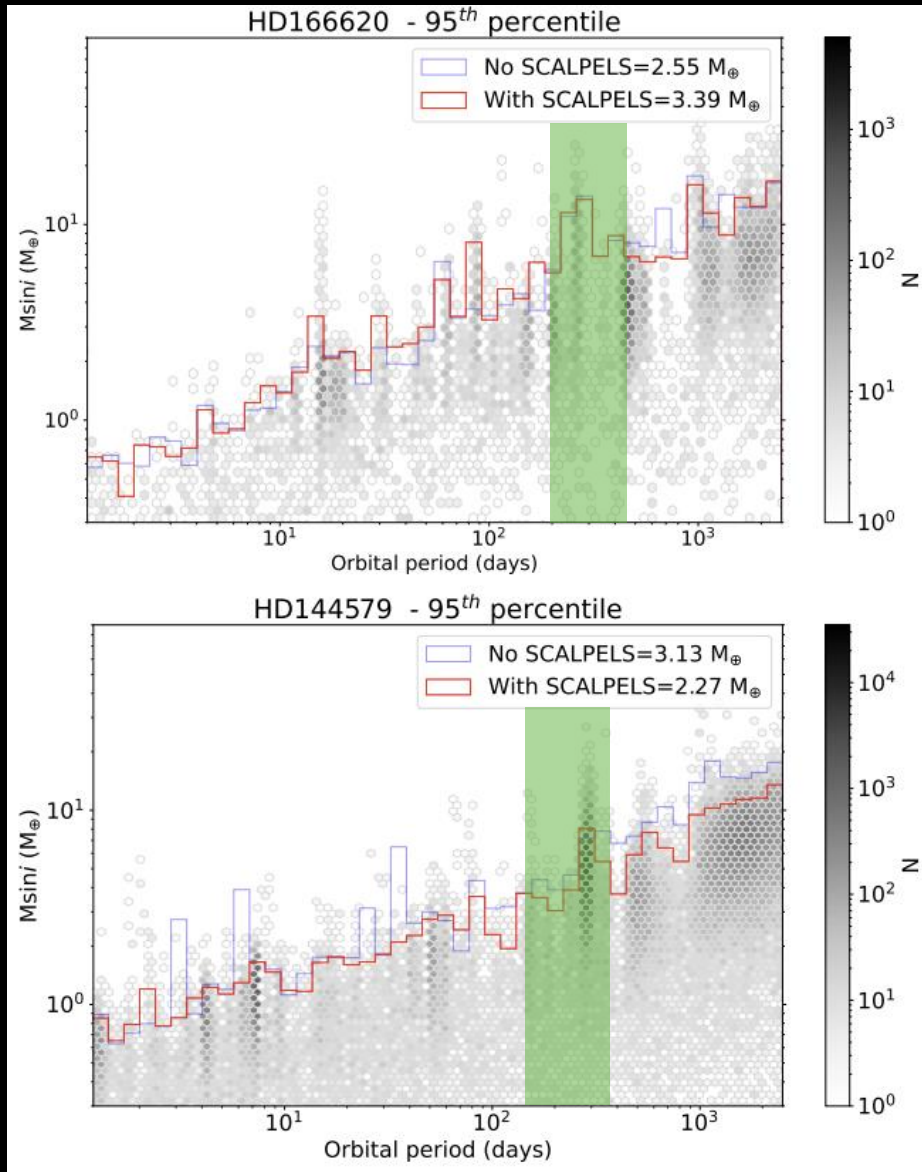 HD166620 - 95ᵗʰ percentile
No SCALPELS=2.55 M⊕
With SCALPELS=3.39 M⊕
Msini (M⊕)
10¹
10⁰
10¹
10²
10³
Orbital period (days)
10³
10²
10¹
10⁰
N
HD144579 - 95ᵗʰ percentile
No SCALPELS=3.13 M⊕
With SCALPELS=2.27 M⊕
Msini (M⊕)
10¹
10⁰
10¹
10²
10³
Orbital period (days)
10⁴
10³
10²
10¹
10⁰
N